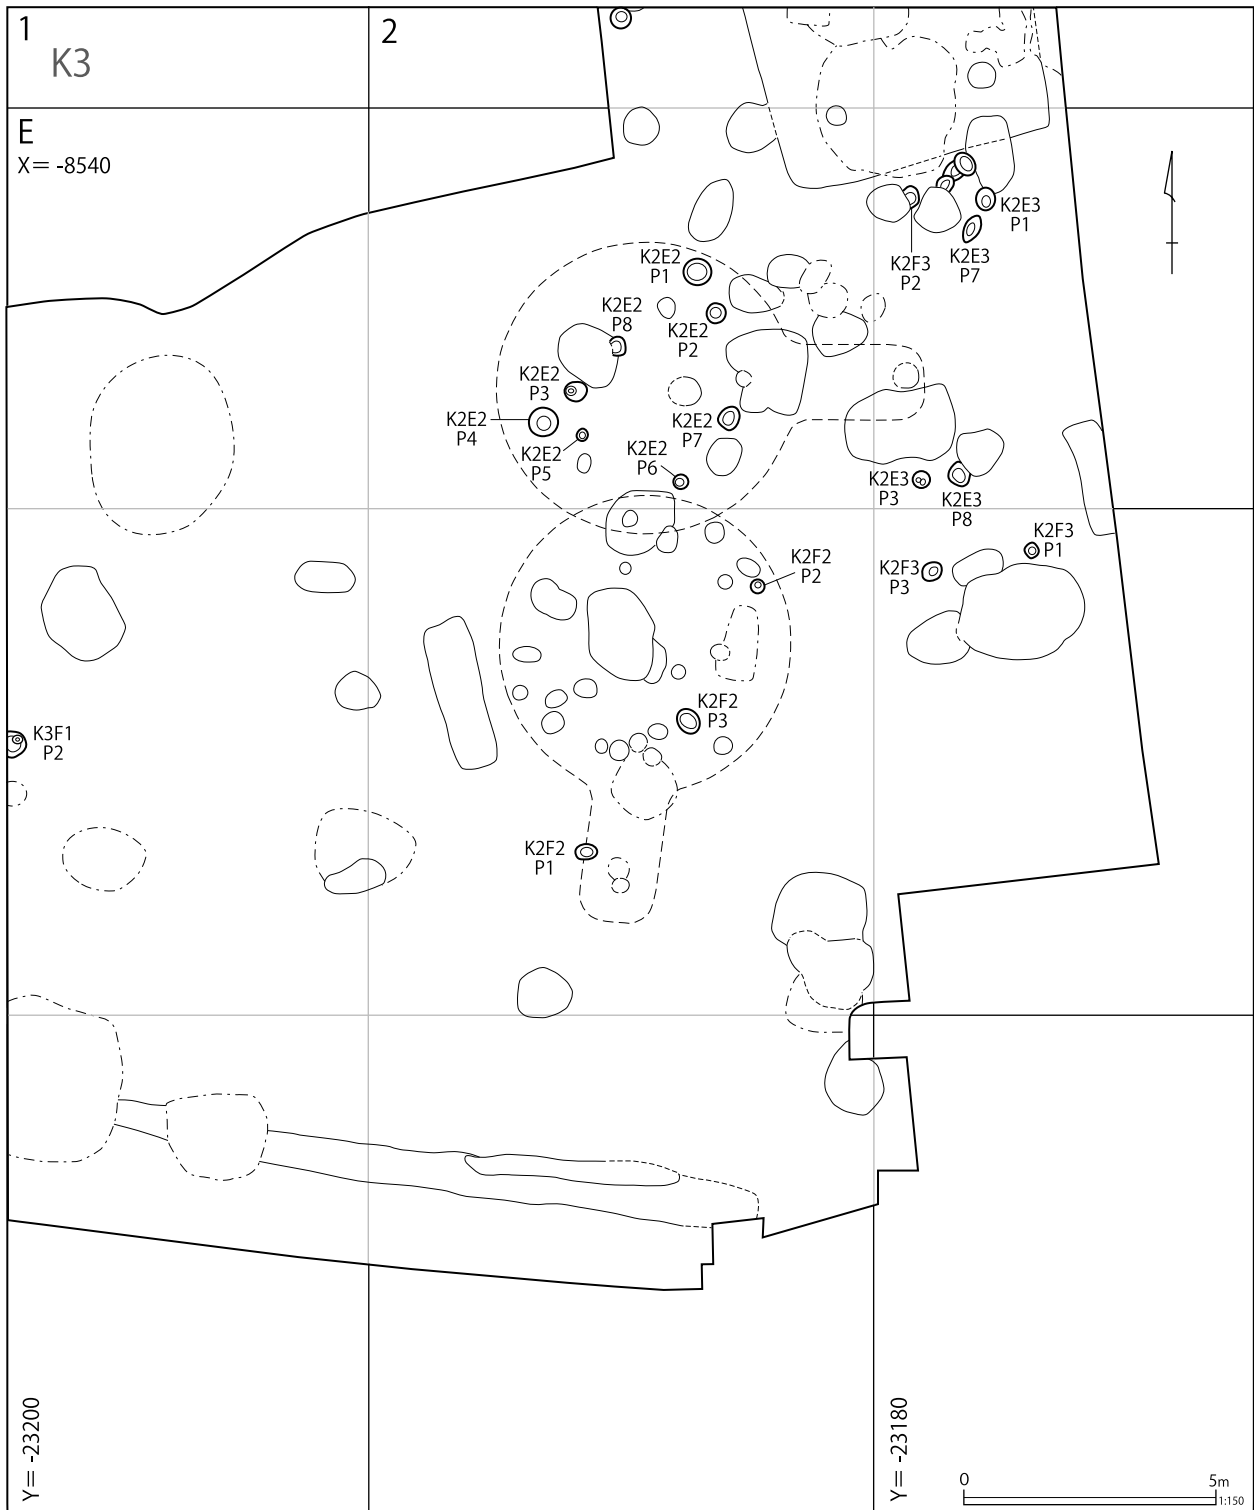 1
K3
2
E
X= -8540
K2E3
P1
K2E3
P7
K2F3
P2
K2E2
P1
K2E2
P8
K2E2
P2
K2E2
P3
K2E2
P4
K2E2
P7
K2E2
P5
K2E2
P6
K2E3
P3
K2E3
P8
K2F3
P1
K2F2
P2
K2F3
P3
K2F2
P3
K3F1
P2
K2F2
P1
Y= -23200
Y= -23180
0
5m
1:150